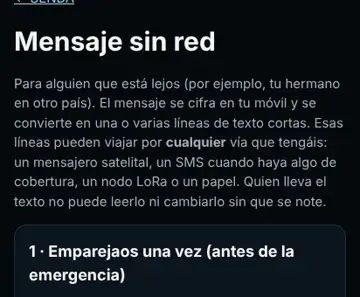 ← SENDA
Mensaje sin red
Para alguien que está lejos (por ejemplo, tu hermano
en otro país). El mensaje se cifra en tu móvil y se
convierte en una o varias líneas de texto cortas. Esas
líneas pueden viajar por cualquier vía que tengáis:
un mensajero satelital, un SMS cuando haya algo de
cobertura, un nodo LoRa o un papel. Quien lleva el
texto no puede leerlo ni cambiarlo sin que se note.
1 · Emparejaos una vez (antes de la
emergencia)